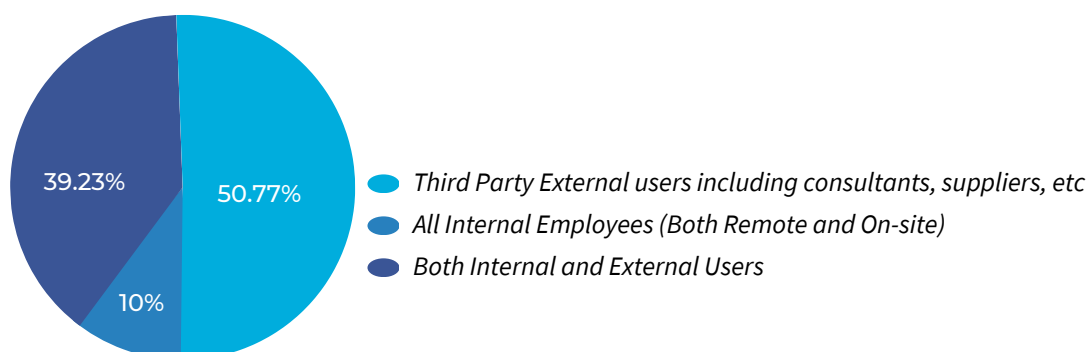 39.23%
50.77%
10%
Third Party External users including consultants, suppliers, etc
All Internal Employees (Both Remote and On-site)
Both Internal and External Users